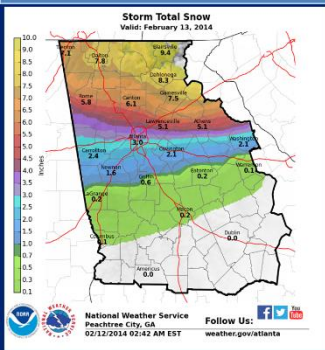 Storm Total Snow
Valid: February 13, 2014
10.0
9.0
8.0
7.5
7.0
6.5
6.0
5.5
5.0
4.5
4.0
3.5
3.0
2.5
2.0
1.5
1.0
0.7
0.5
0.3
0.1
Inches
7.1
Dalton
7.8
Blairsville
9.4
Dahlonega
8.3
Gainesville
7.5
Rome
5.8
Canton
6.1
Lawrenceville
5.1
Athens
5.1
Atlanta
3.0
Washington
2.1
Carrollton
2.4
Covington
2.1
Newnan
1.6
Griffin
0.6
Eatonton
0.2
Warrenton
0.1
LaGrange
0.2
Macon
0.2
Columbus
0.1
Dublin
0.0
Americus
0.0
National Weather Service
Peachtree City, GA
02/12/2014 02:42 AM EST
Follow Us:
You
Tube
weather.gov/atlanta
NOAA